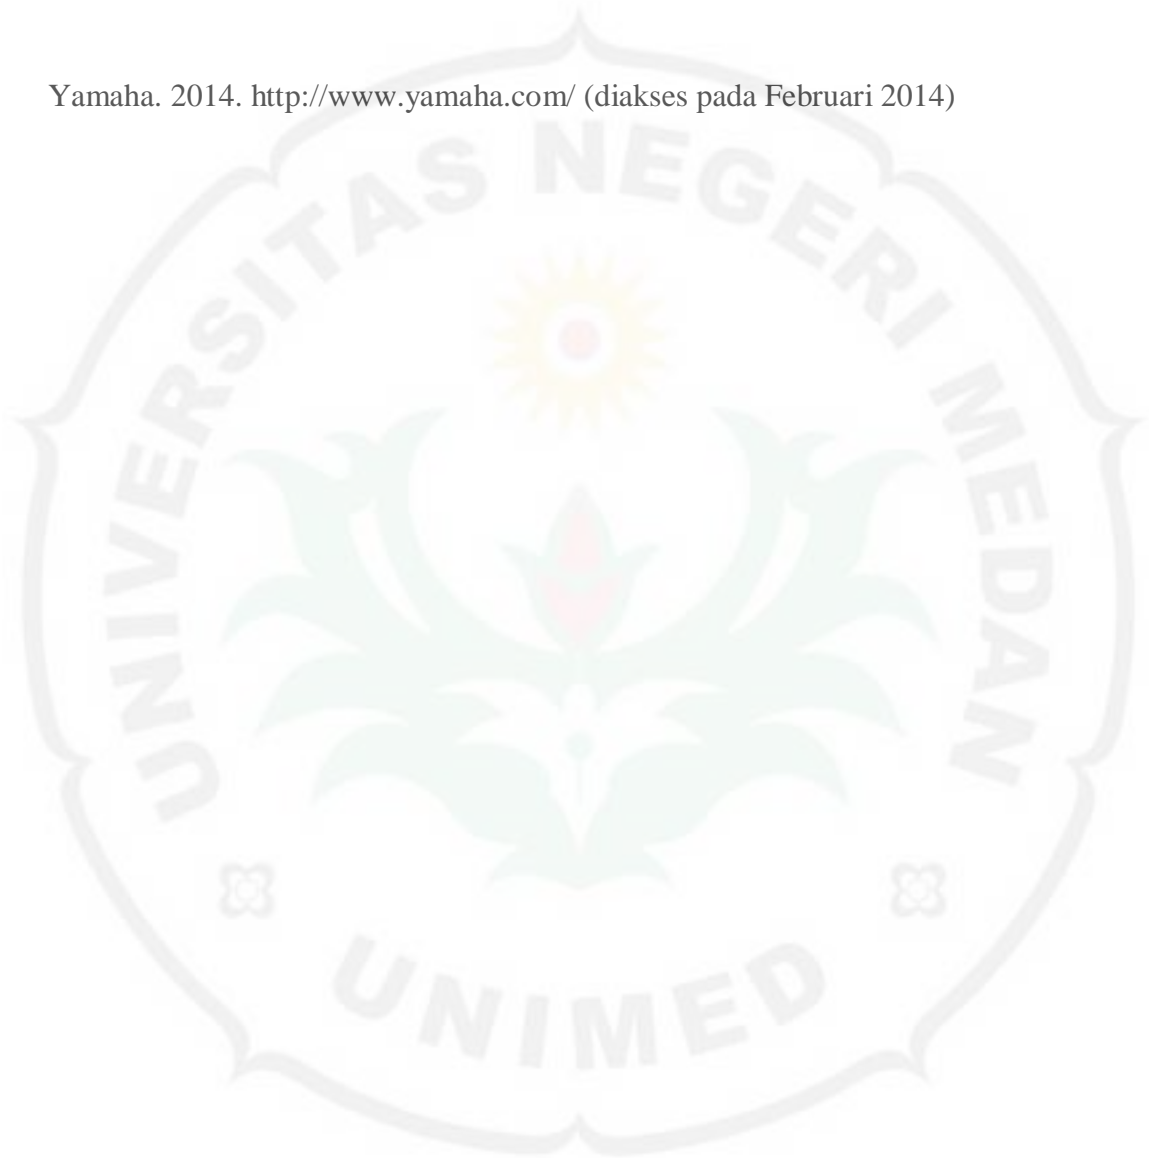 Yamaha. 2014. http://www.yamaha.com/ (diakses pada Februari 2014)
UNIVERSITAS NEGERI MEDAN
UNIMED